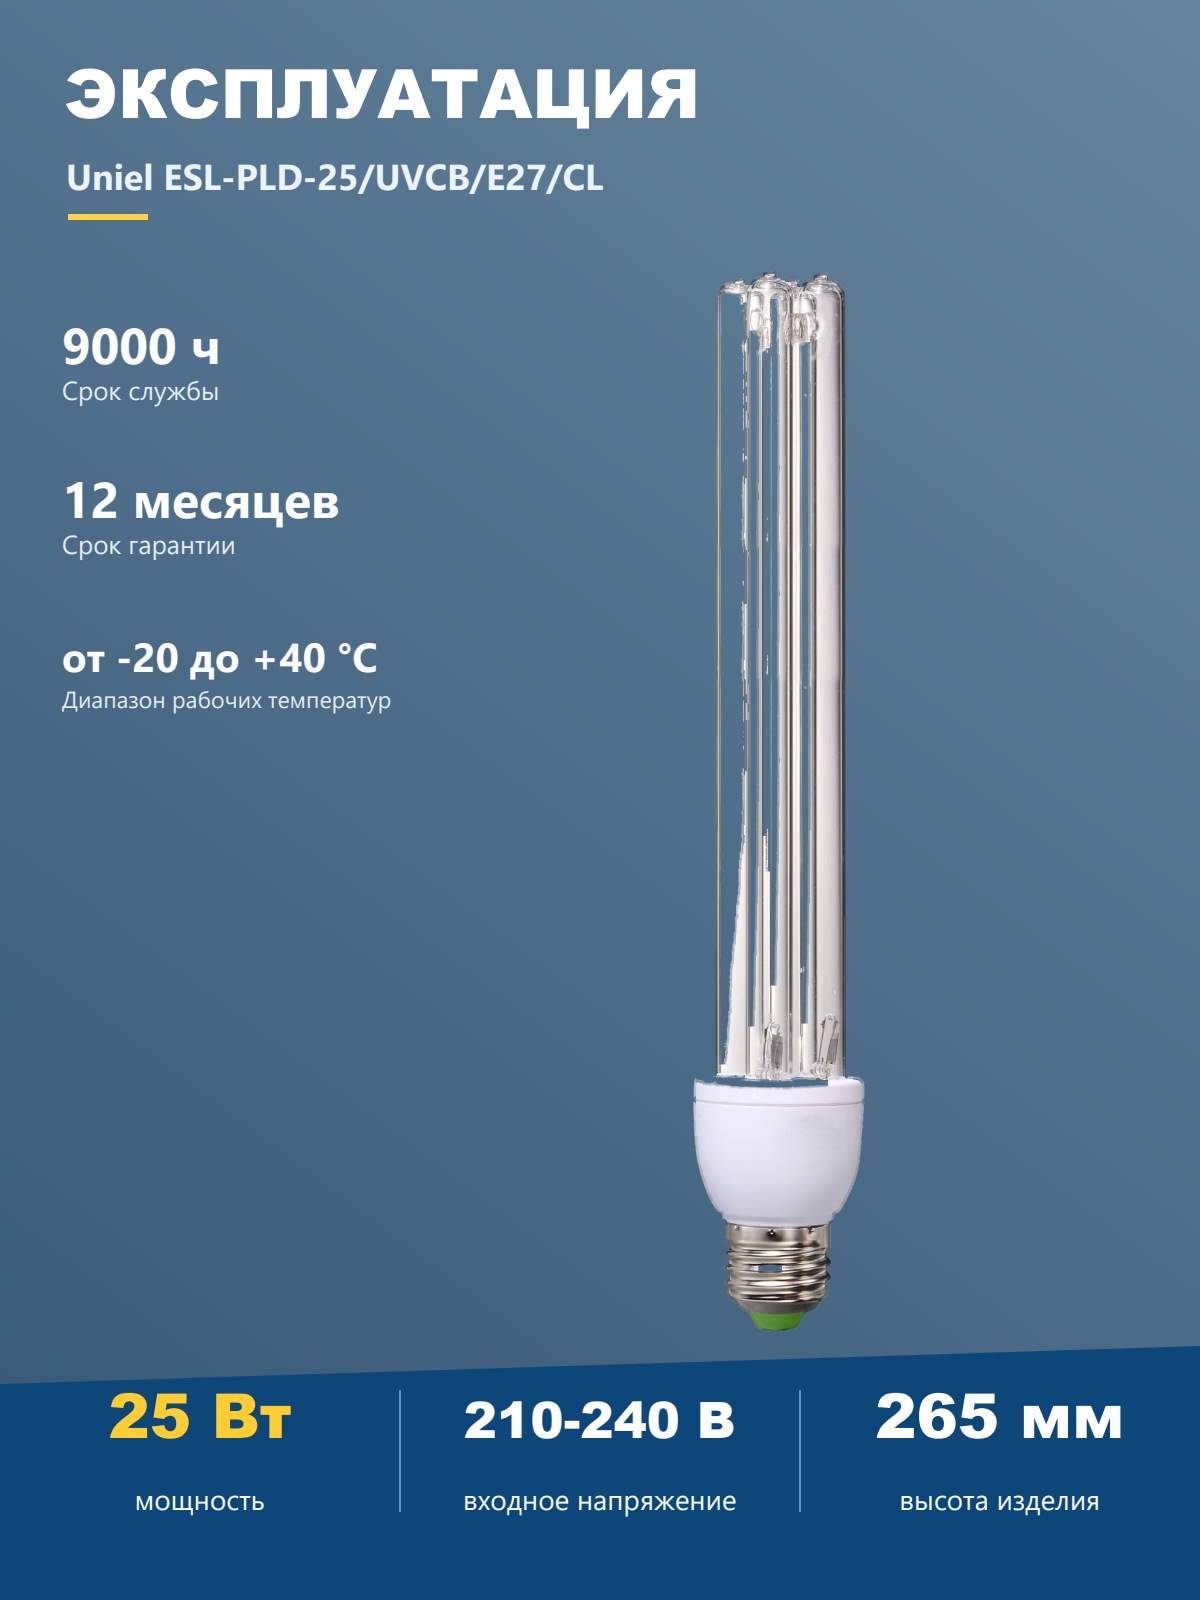 ЭКСПЛУАТАЦИЯ
Uniel ESL-PLD-25/UVCB/E27/CL
9000 ч
Срок службы
12 месяцев
Срок гарантии
от -20 до +40 °C
Диапазон рабочих температур
25 Вт
мощность
210-240 В
входное напряжение
265 мм
высота изделия